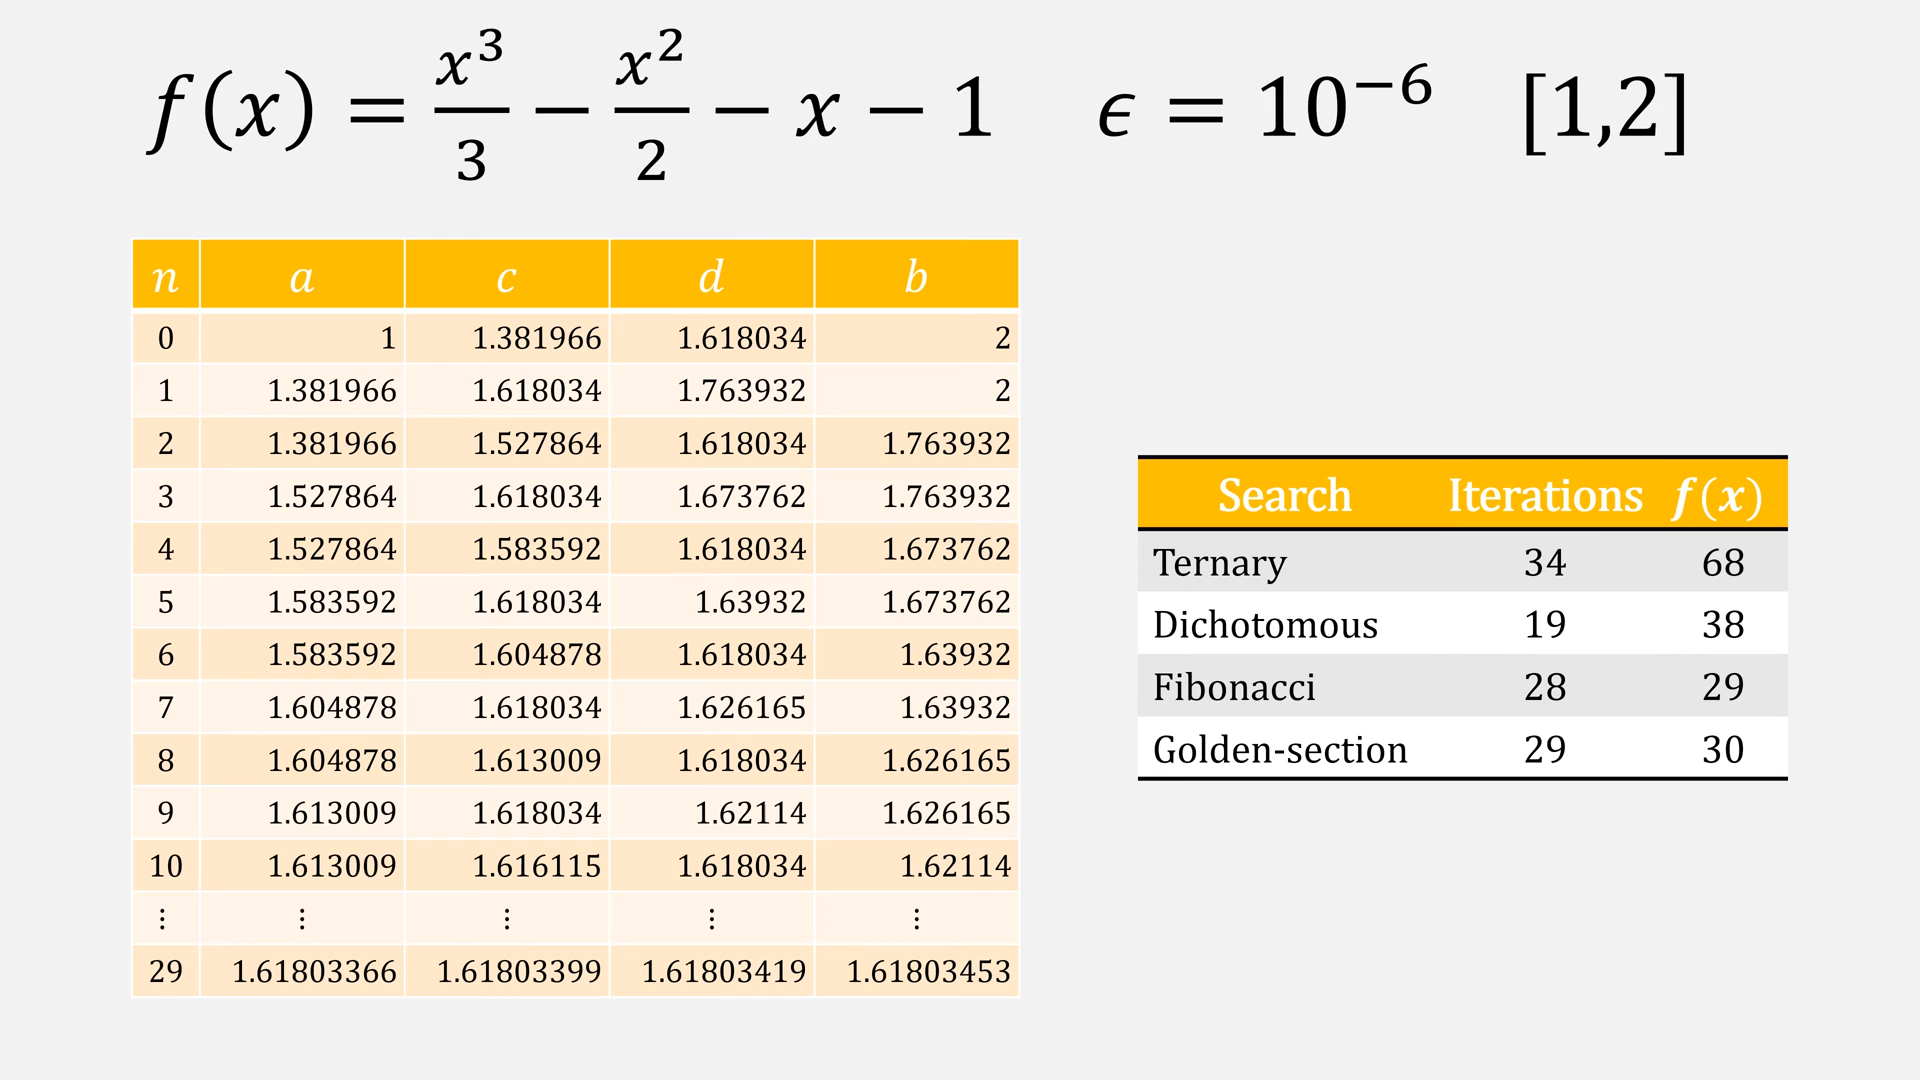 f(x) = x³/3 − x²/2 − x − 1 ϵ = 10⁻⁶ [1,2]
n a c d b
0 1 1.381966 1.618034 2
1 1.381966 1.618034 1.763932 2
2 1.381966 1.527864 1.618034 1.763932
3 1.527864 1.618034 1.673762 1.763932
4 1.527864 1.583592 1.618034 1.673762
5 1.583592 1.618034 1.63932 1.673762
6 1.583592 1.604878 1.618034 1.63932
7 1.604878 1.618034 1.626165 1.63932
8 1.604878 1.613009 1.618034 1.626165
9 1.613009 1.618034 1.62114 1.626165
10 1.613009 1.616115 1.618034 1.62114
⋮ ⋮ ⋮ ⋮ ⋮
29 1.61803366 1.61803399 1.61803419 1.61803453
Search Iterations f(x)
Ternary 34 68
Dichotomous 19 38
Fibonacci 28 29
Golden-section 29 30